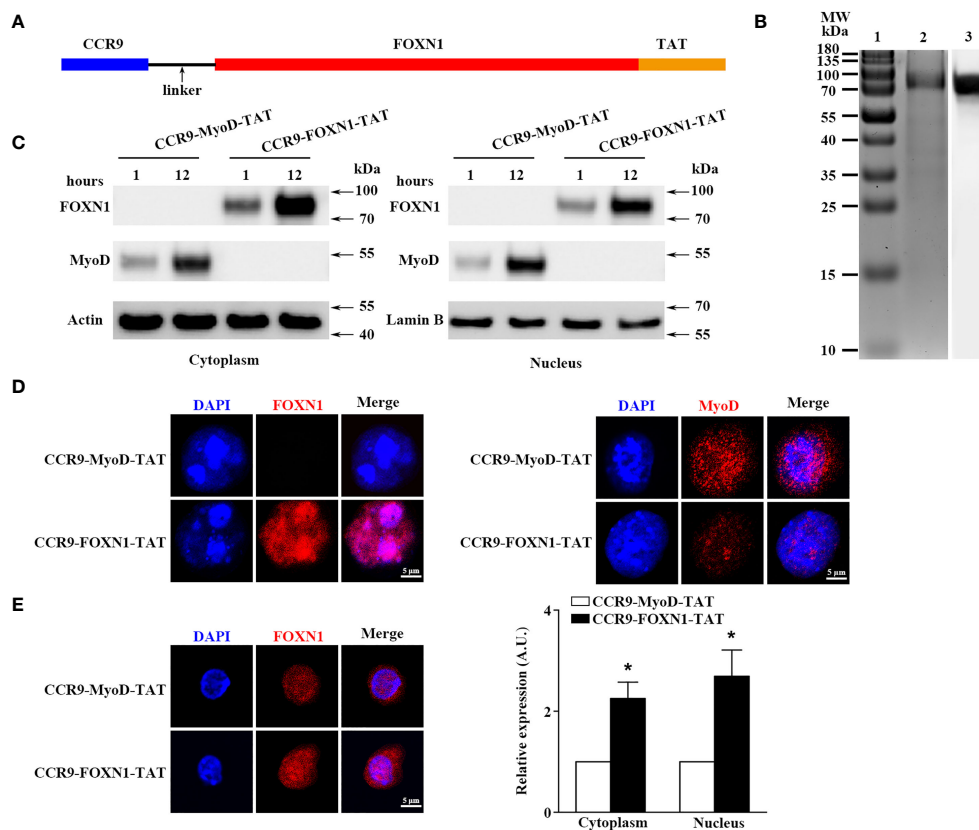 A
CCR9 FOXN1 TAT
linker
B
MW
kDa
1 2 3
180
135
100
70
55
40
35
25
15
10
C
CCR9-MyoD-TAT CCR9-FOXN1-TAT
hours 1 12 1 12 kDa
FOXN1 100
70
MyoD 55
Actin 55
40
Cytoplasm
CCR9-MyoD-TAT CCR9-FOXN1-TAT
hours 1 12 1 12 kDa
FOXN1 100
70
MyoD 55
Lamin B 70
55
Nucleus
D
DAPI FOXN1 Merge
CCR9-MyoD-TAT
CCR9-FOXN1-TAT
5 μm
DAPI MyoD Merge
CCR9-MyoD-TAT
CCR9-FOXN1-TAT
5 μm
E
DAPI FOXN1 Merge
CCR9-MyoD-TAT
CCR9-FOXN1-TAT
5 μm
CCR9-MyoD-TAT
CCR9-FOXN1-TAT
Relative expression (A.U.)
4
2
0
* *
Cytoplasm Nucleus